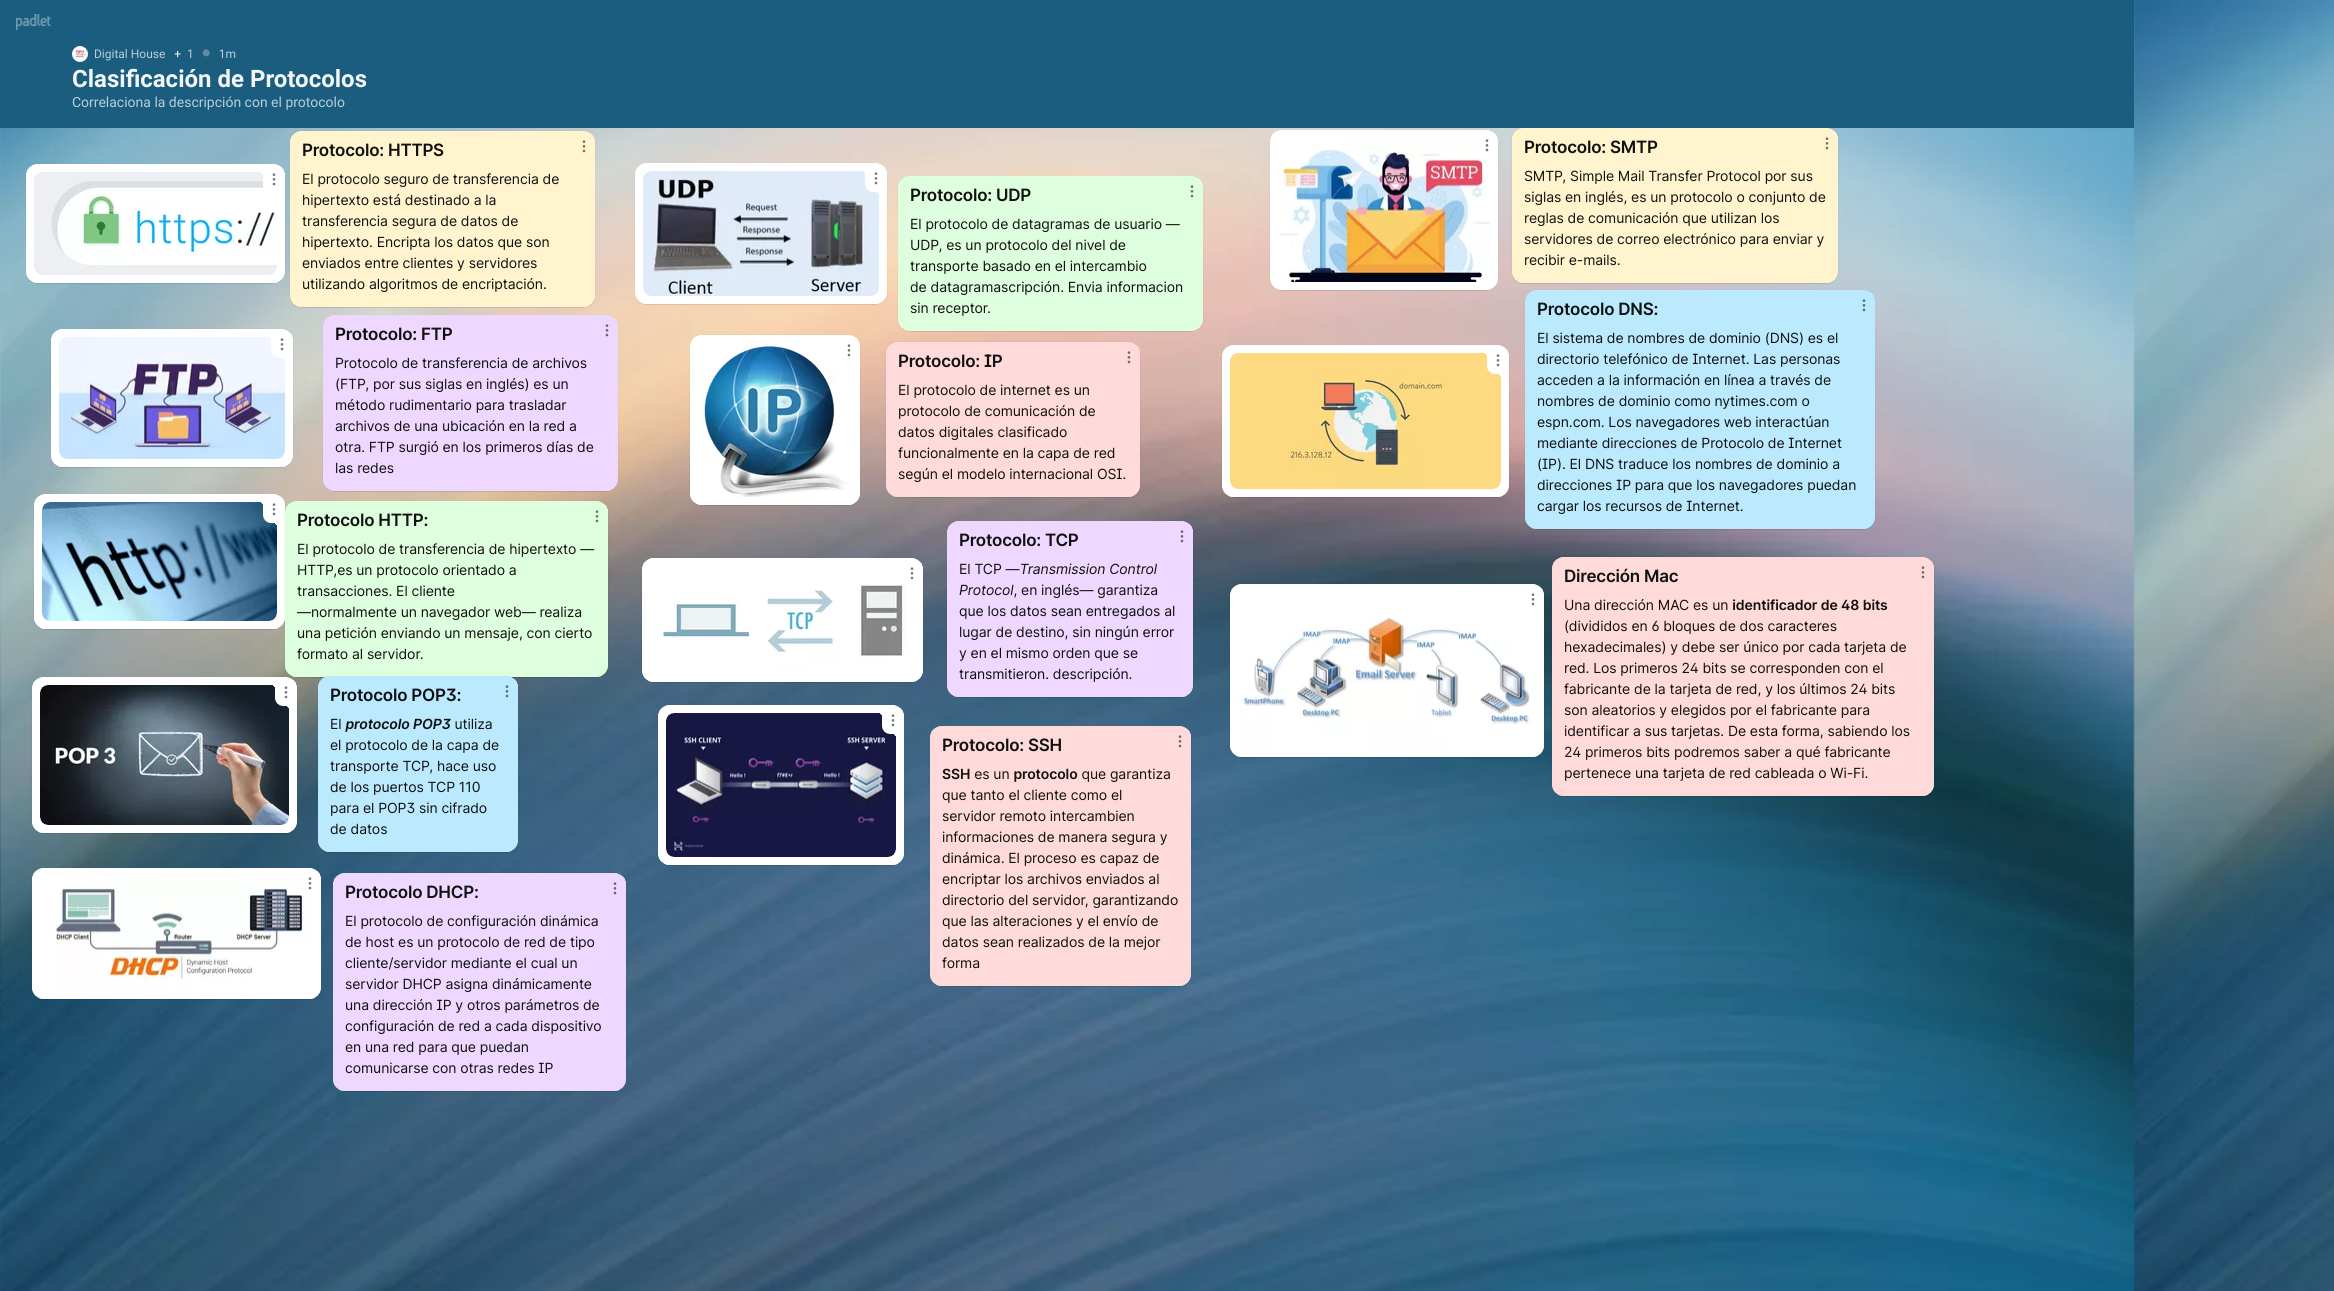 padlet
Digital House + 1 1m
Clasificación de Protocolos
Correlaciona la descripción con el protocolo
https://
Protocolo: HTTPS
El protocolo seguro de transferencia de
hipertexto está destinado a la
transferencia segura de datos de
hipertexto. Encripta los datos que son
enviados entre clientes y servidores
utilizando algoritmos de encriptación.
FTP
Protocolo: FTP
Protocolo de transferencia de archivos
(FTP, por sus siglas en inglés) es un
método rudimentario para trasladar
archivos de una ubicación en la red a
otra. FTP surgió en los primeros días de
las redes
http://www
Protocolo HTTP:
El protocolo de transferencia de hipertexto —
HTTP,es un protocolo orientado a
transacciones. El cliente
—normalmente un navegador web— realiza
una petición enviando un mensaje, con cierto
formato al servidor.
POP 3
Protocolo POP3:
El protocolo POP3 utiliza
el protocolo de la capa de
transporte TCP, hace uso
de los puertos TCP 110
para el POP3 sin cifrado
de datos
DHCP Client
Router
DHCP Server
DHCP
Dynamic Host
Configuration Protocol
Protocolo DHCP:
El protocolo de configuración dinámica
de host es un protocolo de red de tipo
cliente/servidor mediante el cual un
servidor DHCP asigna dinámicamente
una dirección IP y otros parámetros de
configuración de red a cada dispositivo
en una red para que puedan
comunicarse con otras redes IP
UDP
Request
Response
Response
Client
Server
Protocolo: UDP
El protocolo de datagramas de usuario —
UDP, es un protocolo del nivel de
transporte basado en el intercambio
de datagramascripción. Envia informacion
sin receptor.
IP
Protocolo: IP
El protocolo de internet es un
protocolo de comunicación de
datos digitales clasificado
funcionalmente en la capa de red
según el modelo internacional OSI.
TCP
Protocolo: TCP
El TCP —Transmission Control
Protocol, en inglés— garantiza
que los datos sean entregados al
lugar de destino, sin ningún error
y en el mismo orden que se
transmitieron. descripción.
SSH CLIENT
SSH SERVER
Hello !
Hello !
Protocolo: SSH
SSH es un protocolo que garantiza
que tanto el cliente como el
servidor remoto intercambien
informaciones de manera segura y
dinámica. El proceso es capaz de
encriptar los archivos enviados al
directorio del servidor, garantizando
que las alteraciones y el envío de
datos sean realizados de la mejor
forma
SMTP
Protocolo: SMTP
SMTP, Simple Mail Transfer Protocol por sus
siglas en inglés, es un protocolo o conjunto de
reglas de comunicación que utilizan los
servidores de correo electrónico para enviar y
recibir e-mails.
domain.com
216.3.128.12
Protocolo DNS:
El sistema de nombres de dominio (DNS) es el
directorio telefónico de Internet. Las personas
acceden a la información en línea a través de
nombres de dominio como nytimes.com o
espn.com. Los navegadores web interactúan
mediante direcciones de Protocolo de Internet
(IP). El DNS traduce los nombres de dominio a
direcciones IP para que los navegadores puedan
cargar los recursos de Internet.
IMAP
IMAP
IMAP
IMAP
Email Server
SmartPhone
Desktop PC
Tablet
Desktop PC
Dirección Mac
Una dirección MAC es un identificador de 48 bits
(divididos en 6 bloques de dos caracteres
hexadecimales) y debe ser único por cada tarjeta de
red. Los primeros 24 bits se corresponden con el
fabricante de la tarjeta de red, y los últimos 24 bits
son aleatorios y elegidos por el fabricante para
identificar a sus tarjetas. De esta forma, sabiendo los
24 primeros bits podremos saber a qué fabricante
pertenece una tarjeta de red cableada o Wi-Fi.